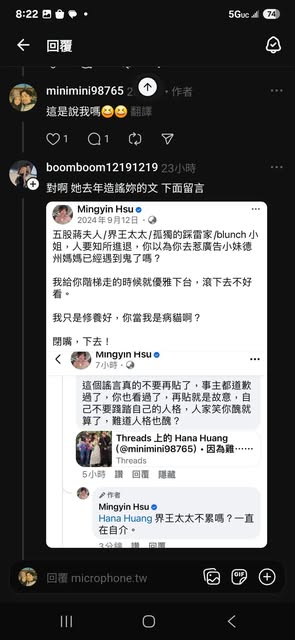 8:22
5GUC 74
回覆
minimini98765 2
·作者
這是說我嗎😆😆 翻譯
1
1
boomboom12191219 23小時
對啊 她去年造謠妳的文 下面留言
Mingyin Hsu
2024年9月12日 ·
五股蔣夫人/界王太太/孤獨的踩雷家/blunch 小
姐，人要知所進退，你以為你去惹廣告小妹德
州媽媽已經遇到鬼了嗎？
我給你階梯走的時候就優雅下台，滾下去不好
看。
我只是修養好，你當我是病貓啊？
閉嘴，下去！
Mingyin Hsu
7小時 ·
這個謠言真的不要再貼了，事主都道歉
過了，你也看過了，再貼就是故意，自
己不要踐踏自己的人格，人家笑你醜就
算了，難道人格也醜？
Threads 上的 Hana Huang
(@minimini98765)•因為雞⋯⋯
Threads
5小時 讚 回覆 隱藏
作者
Mingyin Hsu
Hana Huang 界王太太不累嗎？一直
在自介。
3分鐘 讚 回覆
回覆 microphone.tw
GIF